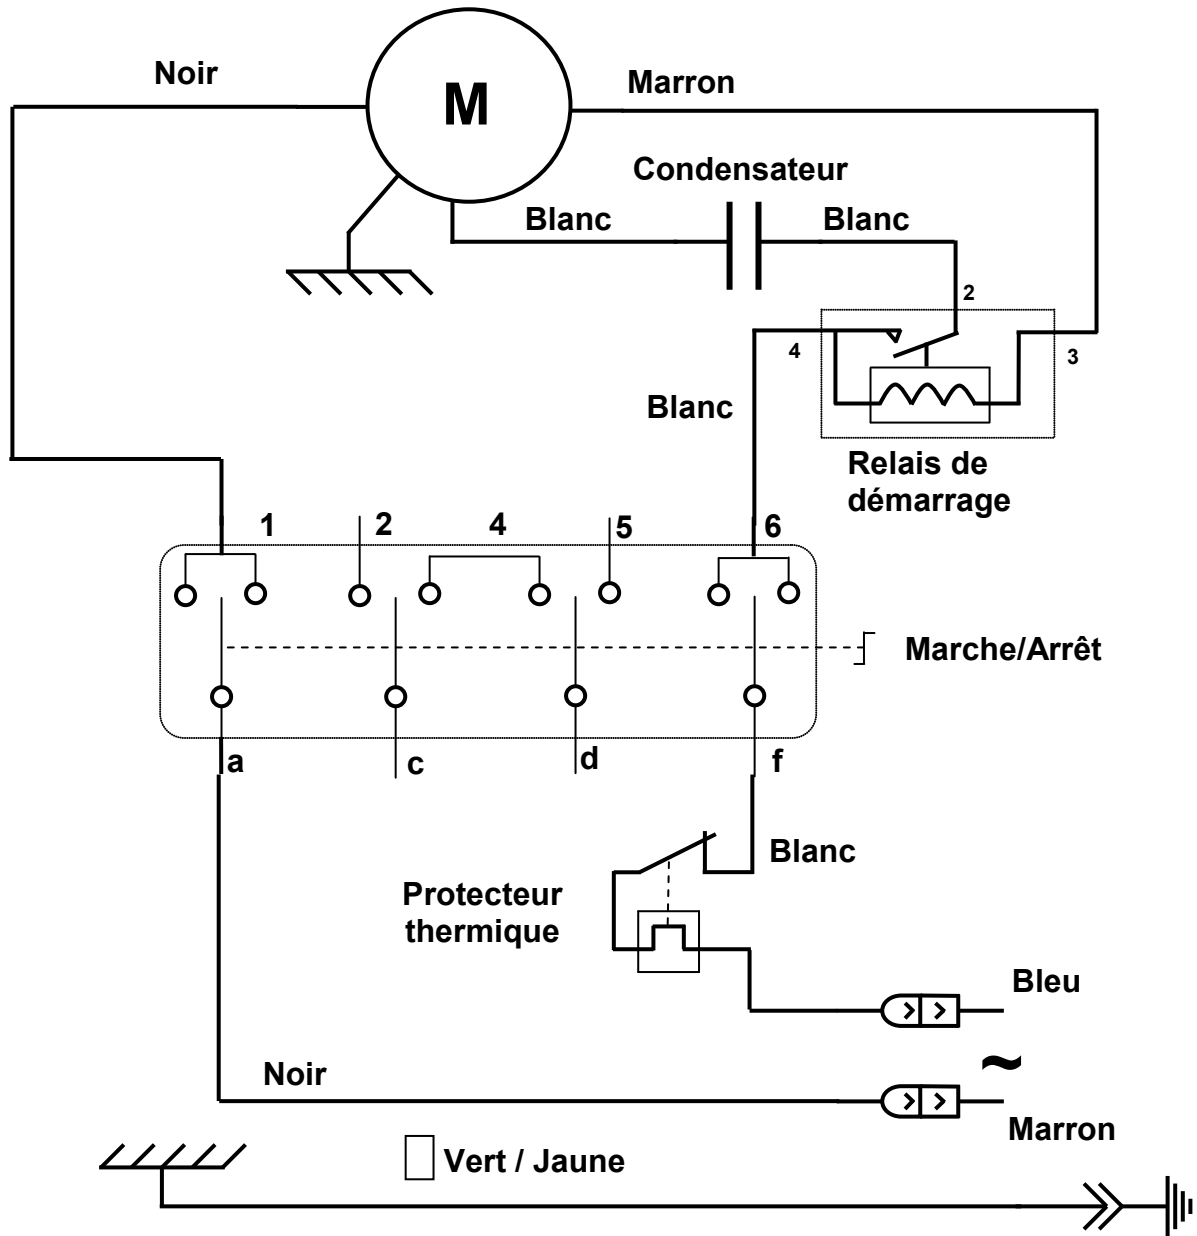 Noir
M
Marron
Condensateur
Blanc
Blanc
2
4
3
Blanc
Relais de
démarrage
1
2
4
5
6
Marche/Arrêt
a
c
d
f
Blanc
Protecteur
thermique
Bleu
~
Noir
Marron
Vert / Jaune